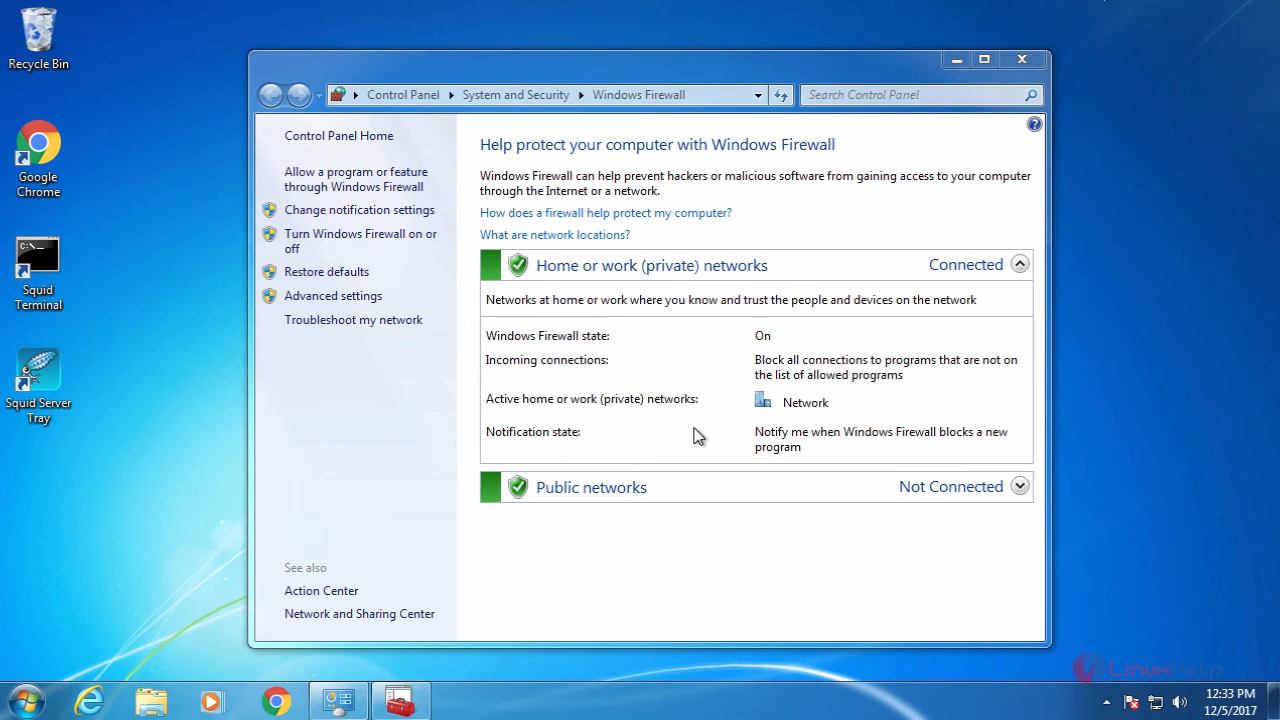 Recycle Bin
Google
Chrome
Squid
Terminal
Squid Server
Tray
Control Panel
System and Security
Windows Firewall
Search Control Panel
Control Panel Home
Allow a program or feature
through Windows Firewall
Change notification settings
Turn Windows Firewall on or
off
Restore defaults
Advanced settings
Troubleshoot my network
See also
Action Center
Network and Sharing Center
Help protect your computer with Windows Firewall
Windows Firewall can help prevent hackers or malicious software from gaining access to your computer
through the Internet or a network.
How does a firewall help protect my computer?
What are network locations?
Home or work (private) networks Connected
Networks at home or work where you know and trust the people and devices on the network
Windows Firewall state: On
Incoming connections: Block all connections to programs that are not on
the list of allowed programs
Active home or work (private) networks: Network
Notification state: Notify me when Windows Firewall blocks a new
program
Public networks Not Connected
LinuxHelp
12:33 PM
12/5/2017